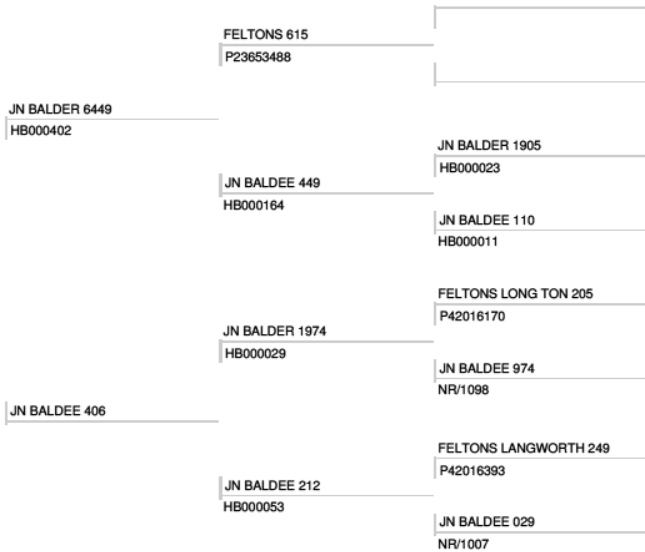 FELTONS 615
P23653488
JN BALDER 6449
HB000402
JN BALDER 1905
HB000023
JN BALDEE 449
HB000164
JN BALDEE 110
HB000011
FELTONS LONG TON 205
P42016170
JN BALDER 1974
HB000029
JN BALDEE 974
NR/1098
JN BALDEE 406
FELTONS LANGWORTH 249
P42016393
JN BALDEE 212
HB000053
JN BALDEE 029
NR/1007